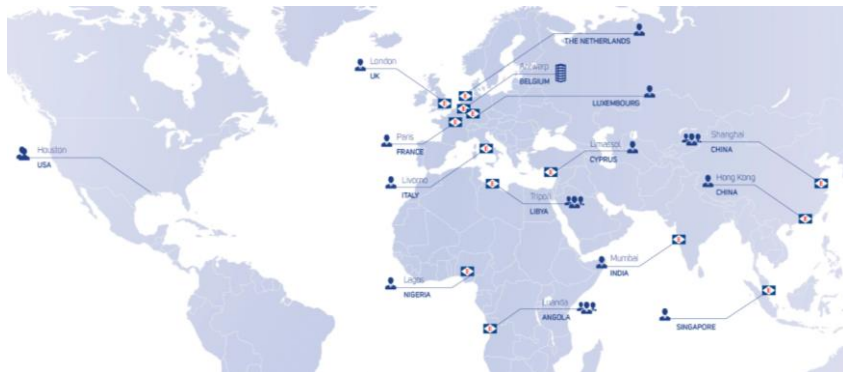 THE NETHERLANDS
London
UK
Antwerp
BELGIUM
LUXEMBOURG
Houston
USA
Paris
FRANCE
Limassol
CYPRUS
Shanghai
CHINA
Livorno
ITALY
Tripoli
LIBYA
Hong Kong
CHINA
Lagos
NIGERIA
Mumbai
INDIA
Luanda
ANGOLA
SINGAPORE